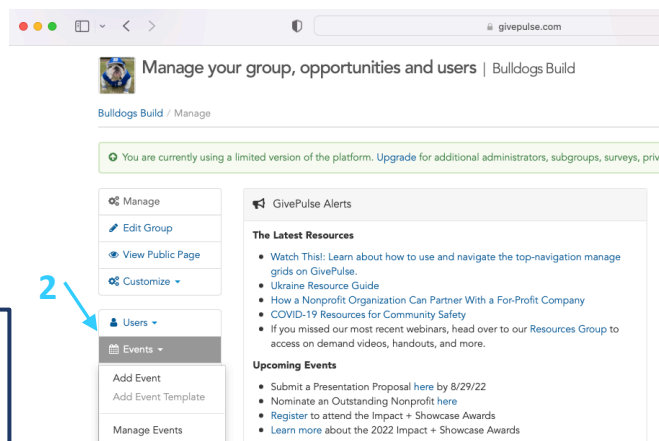 givepulse.com
Manage your group, opportunities and users | Bulldogs Build
Bulldogs Build / Manage
You are currently using a limited version of the platform. Upgrade for additional administrators, subgroups, surveys, priv
Manage
Edit Group
View Public Page
Customize
2
Users
Events
Add Event
Add Event Template
Manage Events
GivePulse Alerts
The Latest Resources
Watch This!: Learn about how to use and navigate the top-navigation manage
grids on GivePulse.
Ukraine Resource Guide
How a Nonprofit Organization Can Partner With a For-Profit Company
COVID-19 Resources for Community Safety
If you missed our most recent webinars, head over to our Resources Group to
access on demand videos, handouts, and more.
Upcoming Events
Submit a Presentation Proposal here by 8/29/22
Nominate an Outstanding Nonprofit here
Register to attend the Impact + Showcase Awards
Learn more about the 2022 Impact + Showcase Awards